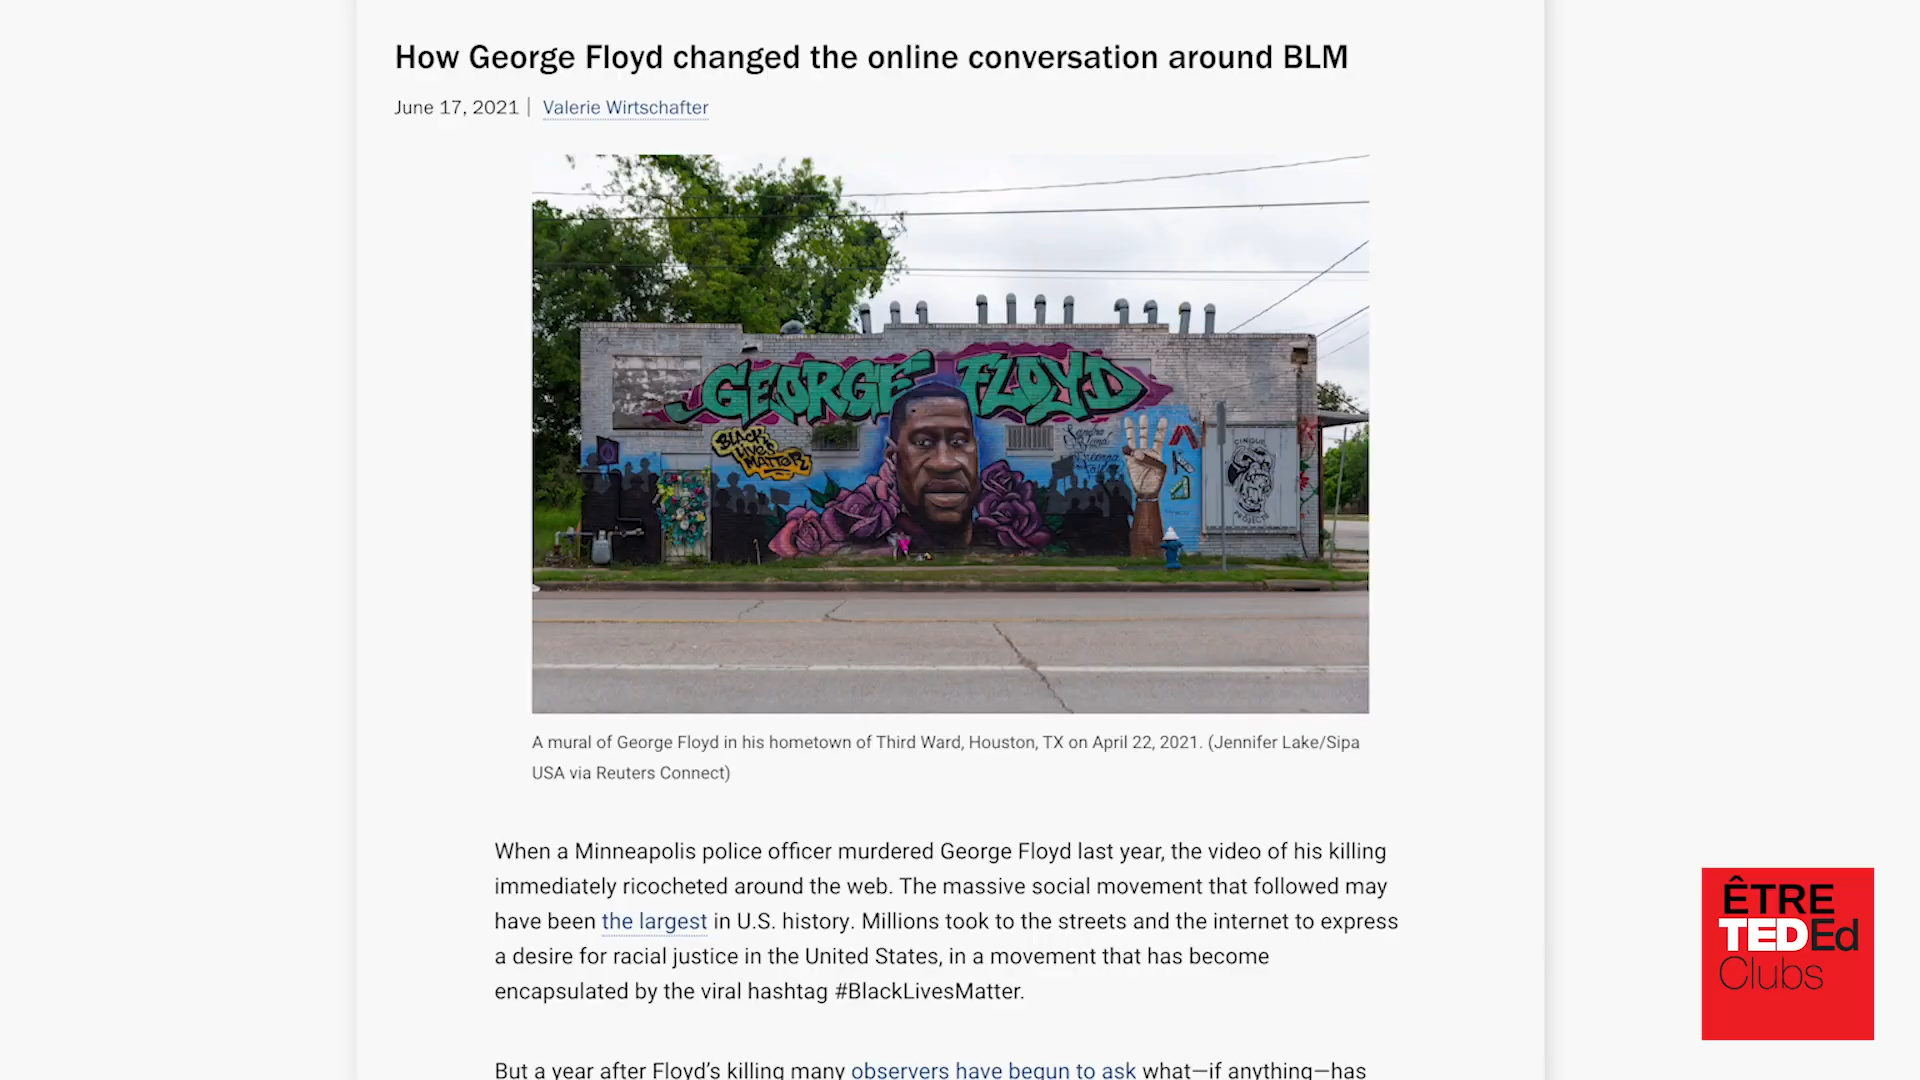 How George Floyd changed the online conversation around BLM
June 17, 2021 | Valerie Wirtschafter
GEORGE FLOYD
BLACK
LIVES
MATTER
CINQUE
PROJECTS
A mural of George Floyd in his hometown of Third Ward, Houston, TX on April 22, 2021. (Jennifer Lake/Sipa
USA via Reuters Connect)
When a Minneapolis police officer murdered George Floyd last year, the video of his killing
immediately ricocheted around the web. The massive social movement that followed may
have been the largest in U.S. history. Millions took to the streets and the internet to express
a desire for racial justice in the United States, in a movement that has become
encapsulated by the viral hashtag #BlackLivesMatter.
But a year after Floyd’s killing many observers have begun to ask what—if anything—has
ÊTRE
TEDEd
Clubs